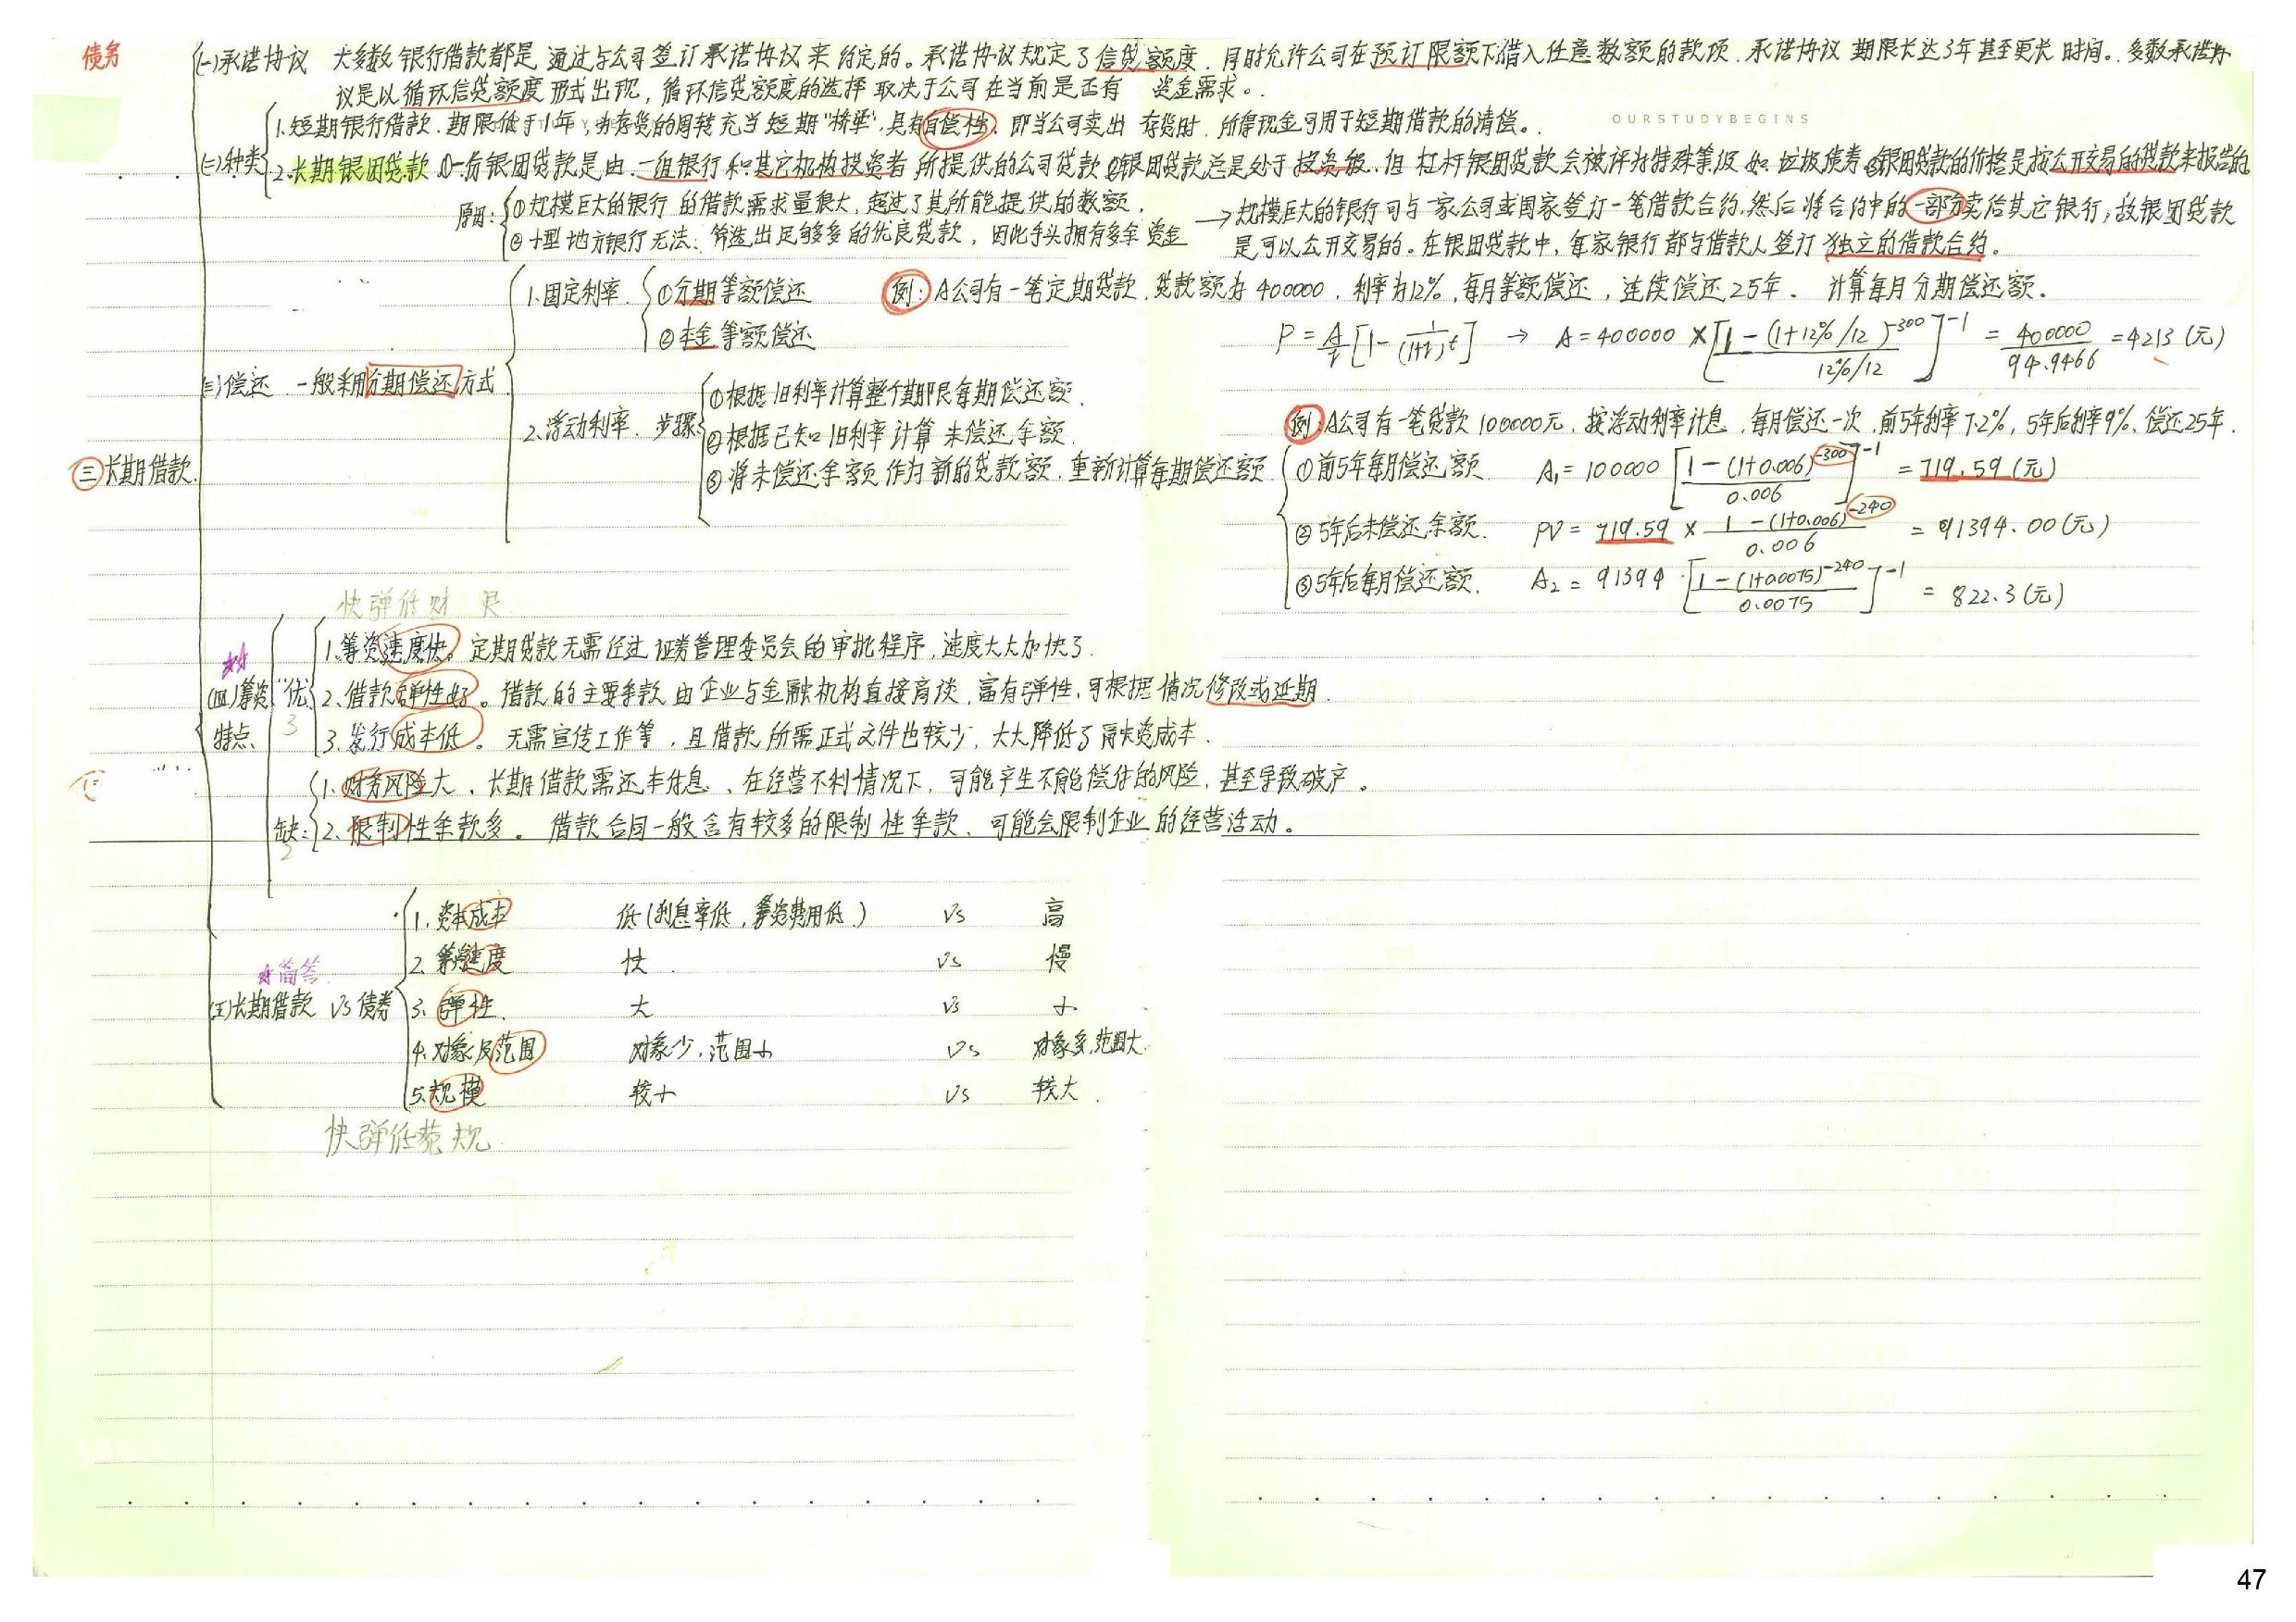 债务
(一)承诺协议 大多数银行借款都是通过与公司签订承诺协议来约定的。承诺协议规定了信贷额度，同时允许公司在预订限额下借入任意数额的款项，承诺协议期限长达3年甚至更长时间。多数承诺协
议是以循环信贷额度形式出现，循环信贷额度的选择取决于公司在当前是否有资金需求。
OURSTUDYBEGINS
(二)种类
1.短期银行借款.期限低于1年,为存货的周转充当短期"桥梁",具有自偿性.即当公司卖出存货时,所得现金可用于短期借款的清偿。
2.长期银团贷款 ①一份银团贷款是由一组银行和其它机构投资者所提供的公司贷款②银团贷款总是处于投资级.但杠杆银团贷款会被评为特殊等级如垃圾债券③银团贷款的价格是按公开交易的贷款来报告的
原因:
①规模巨大的银行的借款需求量很大,超过了其所能提供的数额.
②小型地方银行无法筛选出足够多的优良贷款,因此手头拥有多余资金
→规模巨大的银行可与一家公司或国家签订一笔借款合约,然后将合约中的一部分卖给其它银行;故银团贷款
是可以公开交易的。在银团贷款中,每家银行都与借款人签订独立的借款合约。
三长期借款.
(三)偿还 一般采用分期偿还方式
1.固定利率.
①分期等额偿还
②本金等额偿还
例:A公司有一笔定期贷款,贷款额为400000,利率为12%,每月等额偿还,连续偿还25年. 计算每月分期偿还额.
P=A/i[1-1/(1+i)^t] → A=400000×[1-(1+12%/12)^-300 / 12%/12]^-1 = 400000/94.9466 =4213(元)
2.浮动利率.步骤
①根据旧利率计算整个期限每期偿还额.
②根据已知旧利率计算未偿还余额.
③将未偿还余额作为新的贷款额.重新计算每期偿还额
例:A公司有一笔贷款100000元,按浮动利率计息,每月偿还一次,前5年利率7.2%,5年后利率9%,偿还25年.
①前5年每月偿还额 A₁=100000[1-(1+0.006)^-300 / 0.006]^-1 =719.59(元)
②5年后未偿还余额. PV=719.59×1-(1+0.006)^-240 / 0.006 =91394.00(元)
③5年后每月偿还额. A₂=91394·[1-(1+0.0075)^-240 / 0.0075]^-1 =822.3(元)
快弹低财 限
(四)筹资特点、
优
3
1.筹资速度快。定期贷款无需经过证券管理委员会的审批程序,速度大大加快了.
2.借款弹性好。借款的主要条款由企业与金融机构直接商谈,富有弹性,可根据情况修改或延期.
3.发行成本低。无需宣传工作等,且借款所需正式文件也较少,大大降低了融资成本.
缺:
2
1.财务风险大.长期借款需还本付息、在经营不利情况下,可能产生不能偿付的风险,甚至导致破产。
2.限制性条款多。借款合同一般含有较多的限制性条款,可能会限制企业的经营活动。
简答
(五)长期借款 VS 债券
1.资本成本 低(利息率低,筹资费用低) VS 高
2.筹资速度 快 VS 慢
3.弹性. 大 VS 小
4.对象及范围 对象少,范围小 VS 对象多,范围大
5.规模 较小 VS 较大
快弹低范规
47